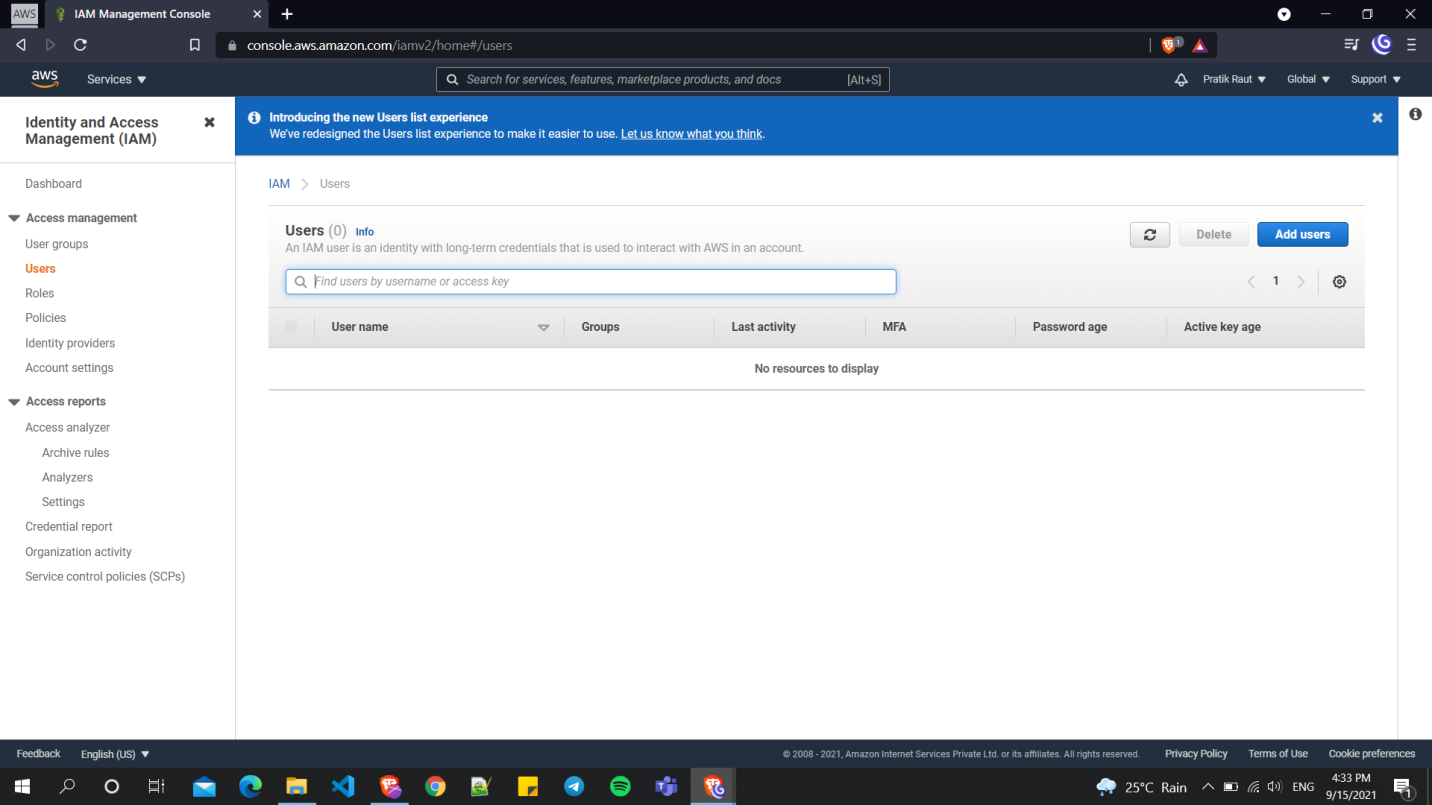 AWS
IAM Management Console
console.aws.amazon.com/iamv2/home#/users
1
aws
Services
Search for services, features, marketplace products, and docs
[Alt+S]
Pratik Raut
Global
Support
Identity and Access
Management (IAM)
Introducing the new Users list experience
We've redesigned the Users list experience to make it easier to use. Let us know what you think.
Dashboard
Access management
User groups
Users
Roles
Policies
Identity providers
Account settings
Access reports
Access analyzer
Archive rules
Analyzers
Settings
Credential report
Organization activity
Service control policies (SCPs)
IAM
Users
Users (0) Info
An IAM user is an identity with long-term credentials that is used to interact with AWS in an account.
Delete
Add users
Find users by username or access key
1
User name
Groups
Last activity
MFA
Password age
Active key age
No resources to display
Feedback
English (US)
© 2008 - 2021, Amazon Internet Services Private Ltd. or its affiliates. All rights reserved.
Privacy Policy
Terms of Use
Cookie preferences
25°C Rain
ENG
4:33 PM
9/15/2021
1